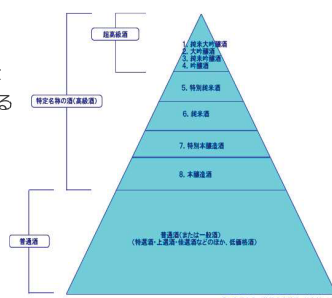 超高級酒
1. 純米大吟醸酒
2. 大吟醸酒
3. 純米吟醸酒
4. 吟醸酒
る
特定名称の酒(高級酒)
5. 特別純米酒
6. 純米酒
7. 特別本醸造酒
8. 本醸造酒
普通酒
普通酒(または一般酒)
(特選酒・上選酒・佳選酒などのほか、低価格酒)